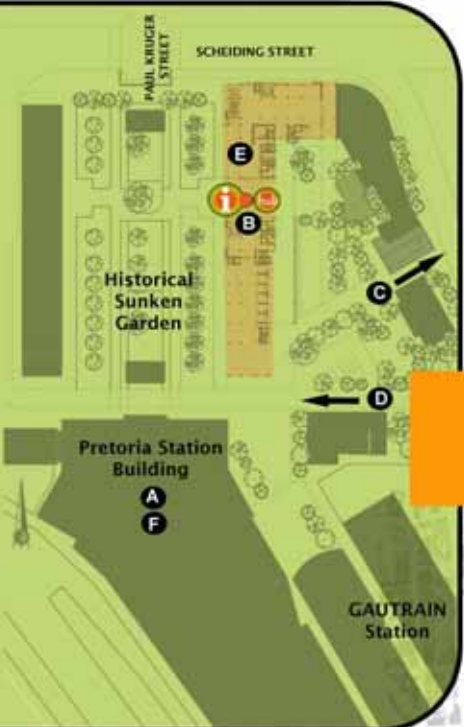 PAUL KRUGER
STREET
SCHEIDING STREET
E
i
B
C
Historical
Sunken
Garden
D
Pretoria Station
Building
A
F
GAUTRAIN
Station